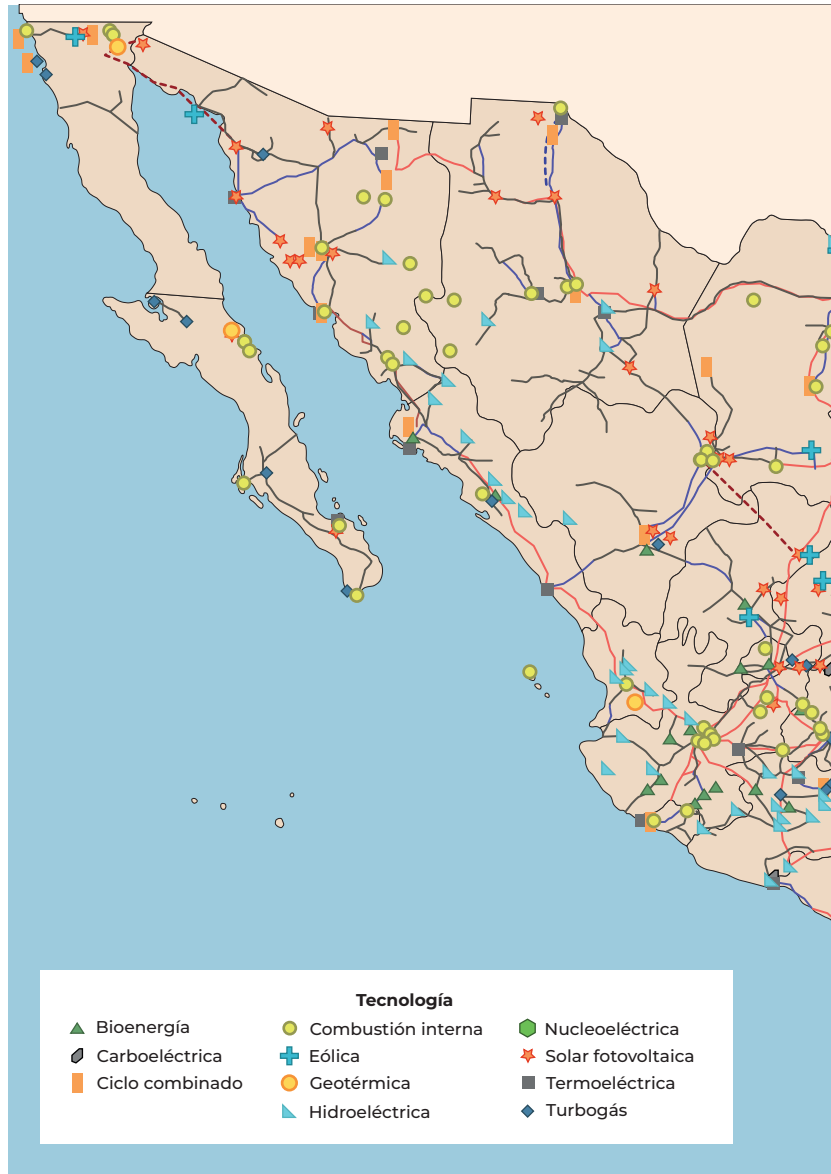 Tecnología
Bioenergía
Carboeléctrica
Ciclo combinado
Combustión interna
Eólica
Geotérmica
Hidroeléctrica
Nucleoeléctrica
Solar fotovoltaica
Termoeléctrica
Turbogás